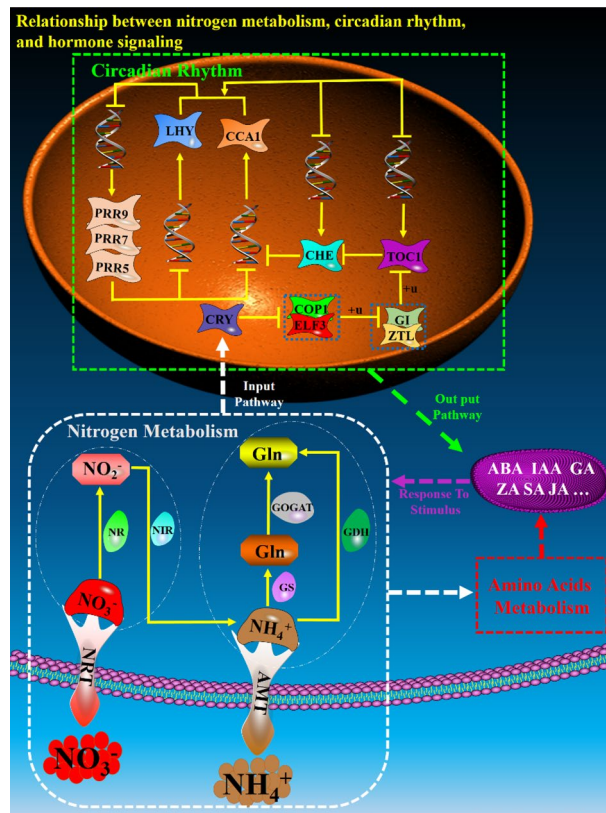 Relationship between nitrogen metabolism, circadian rhythm,
and hormone signaling
Circadian Rhythm
LHY
CCA1
PRR9
PRR7
PRR5
CHE
TOC1
CRY
COPI
ELF3
+u
+u
GI
ZTL
Input
Pathway
Out put
Pathway
Nitrogen Metabolism
NO₂⁻
Gln
ABA IAA GA
ZA SA JA ...
Response To
Stimulus
GOGAT
NR
NIR
GDH
Gln
GS
Amino Acids
Metabolism
NO₃⁻
NH₄⁺
NRT
AMT
NO₃⁻
NH₄⁺